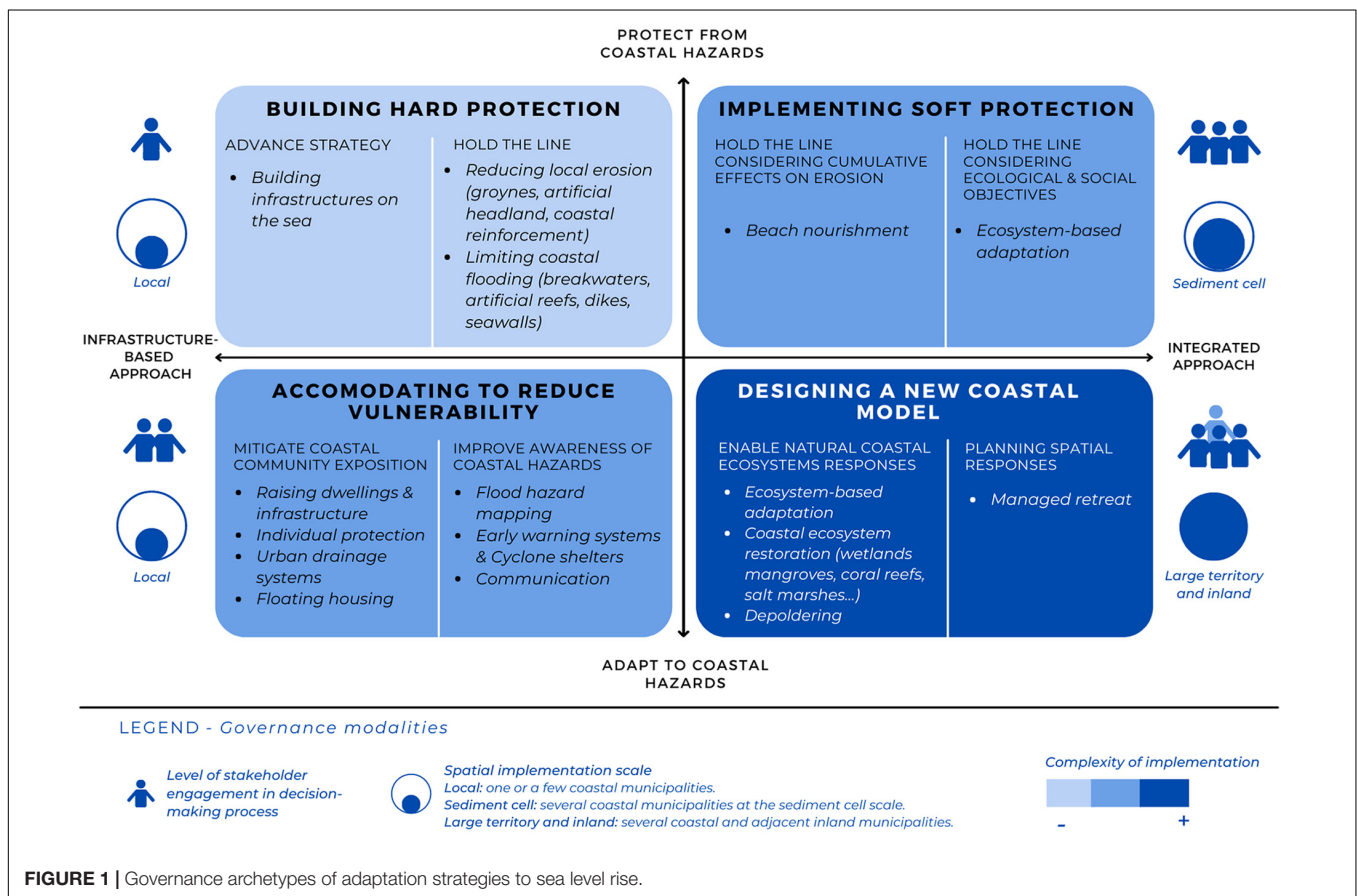 PROTECT FROM
COASTAL HAZARDS
BUILDING HARD PROTECTION
ADVANCE STRATEGY
• Building
infrastructures on
the sea
HOLD THE LINE
• Reducing local erosion
(groynes, artificial
headland, coastal
reinforcement)
• Limiting coastal
flooding (breakwaters,
artificial reefs, dikes,
seawalls)
Local
IMPLEMENTING SOFT PROTECTION
HOLD THE LINE
CONSIDERING CUMULATIVE
EFFECTS ON EROSION
• Beach nourishment
HOLD THE LINE
CONSIDERING
ECOLOGICAL & SOCIAL
OBJECTIVES
• Ecosystem-based
adaptation
Sediment cell
INFRASTRUCTURE-
BASED
APPROACH
INTEGRATED
APPROACH
ACCOMODATING TO REDUCE
VULNERABILITY
MITIGATE COASTAL
COMMUNITY EXPOSITION
• Raising dwellings &
infrastructure
• Individual protection
• Urban drainage
systems
• Floating housing
IMPROVE AWARENESS OF
COASTAL HAZARDS
• Flood hazard
mapping
• Early warning systems
& Cyclone shelters
• Communication
Local
DESIGNING A NEW COASTAL
MODEL
ENABLE NATURAL COASTAL
ECOSYSTEMS RESPONSES
• Ecosystem-based
adaptation
• Coastal ecosystem
restoration (wetlands
mangroves, coral reefs,
salt marshes...)
• Depoldering
PLANNING SPATIAL
RESPONSES
• Managed retreat
Large territory
and inland
ADAPT TO COASTAL
HAZARDS
LEGEND - Governance modalities
Level of stakeholder
engagement in decision-
making process
Spatial implementation scale
Local: one or a few coastal municipalities.
Sediment cell: several coastal municipalities at the sediment cell scale.
Large territory and inland: several coastal and adjacent inland municipalities.
Complexity of implementation
- +
FIGURE 1 | Governance archetypes of adaptation strategies to sea level rise.